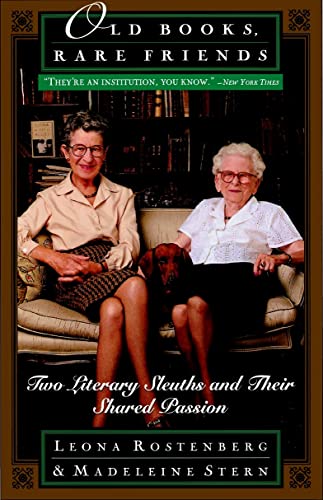 OLD BOOKS,
RARE FRIENDS
"THEY'RE AN INSTITUTION, YOU KNOW." —NEW YORK TIMES
Two Literary Sleuths and Their
Shared Passion
LEONA ROSTENBERG
& MADELEINE STERN